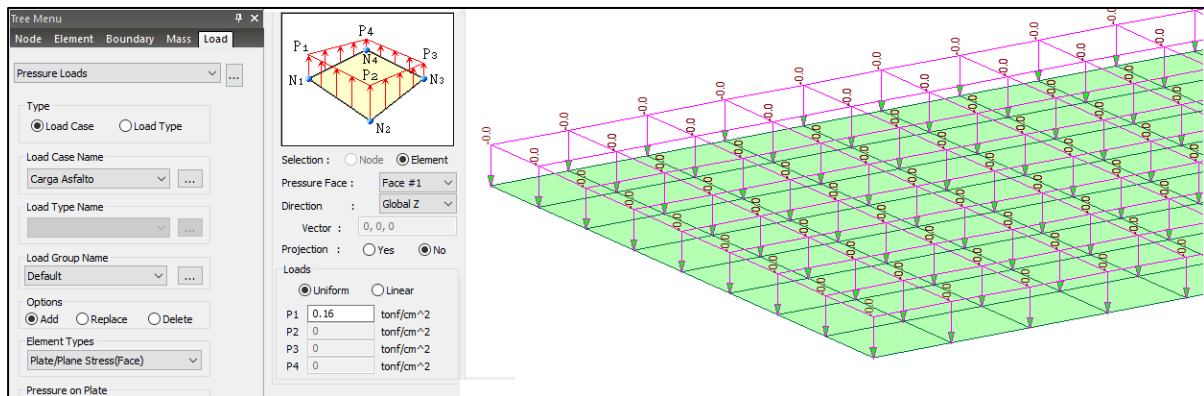 Tree Menu
Node Element Boundary Mass Load
Pressure Loads
...
Type
Load Case Load Type
Load Case Name
Carga Asfalto
...
Load Type Name
...
Load Group Name
Default
...
Options
Add Replace Delete
Element Types
Plate/Plane Stress(Face)
Pressure on Plate
P1 P4 P3 P2
N1 N4 N3 N2
Selection : Node Element
Pressure Face : Face #1
Direction : Global Z
Vector : 0, 0, 0
Projection : Yes No
Loads
Uniform Linear
P1 0.16 tonf/cm^2
P2 0 tonf/cm^2
P3 0 tonf/cm^2
P4 0 tonf/cm^2
-0.0